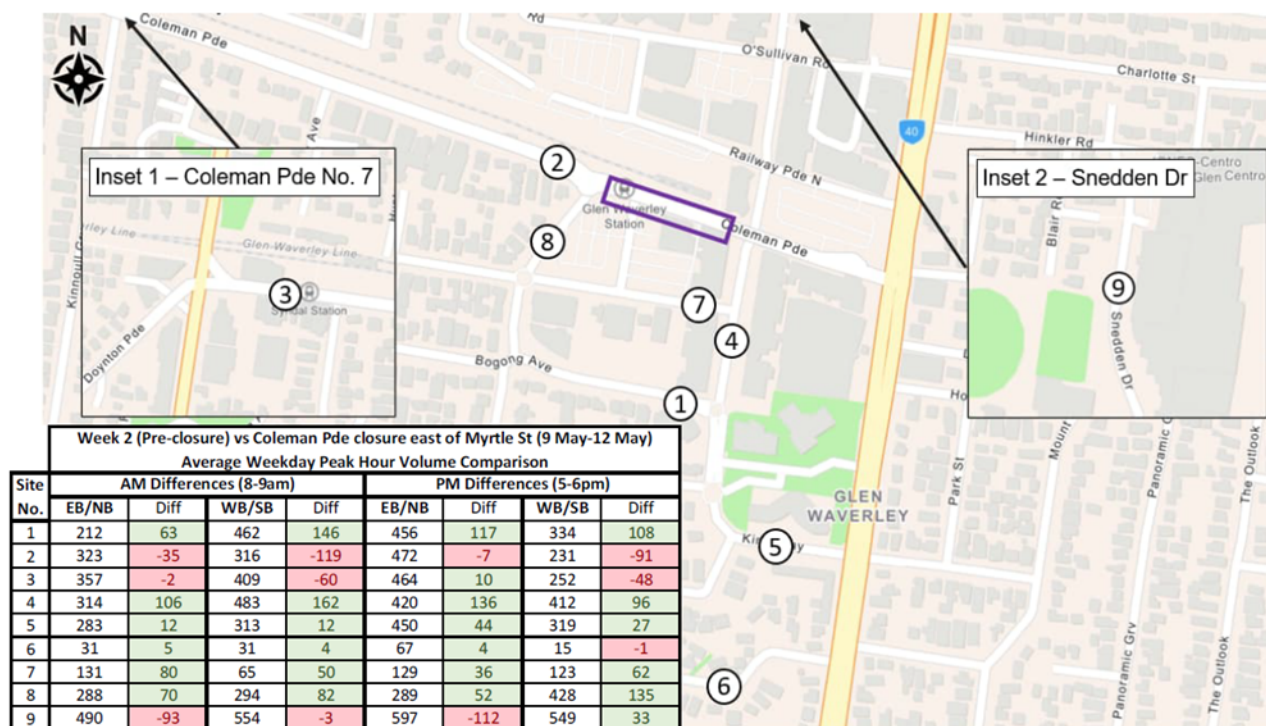 Coleman Pde
Rd
O'Sullivan Rd
Charlotte St
N
40
Hinkler Rd
Ave
Railway Pde N
Inset 1 – Coleman Pde No. 7
Inset 2 – Snedden Dr
Glen Centro
2
Glen Waverley
Station
Coleman Pde
Blair
8
Glen Waverley Line
Kinnoull
3
Syndal Station
9
Snedden Dr
7
4
Doynton Pde
Bogong Ave
1
Mount
Panoramic
The Outlook
Park St
GLEN
WAVERLEY
5
Panoramic Grv
The Outlook
6
Week 2 (Pre-closure) vs Coleman Pde closure east of Myrtle St (9 May-12 May)
Average Weekday Peak Hour Volume Comparison
Site No. AM Differences (8-9am) PM Differences (5-6pm)
EB/NB Diff WB/SB Diff EB/NB Diff WB/SB Diff
1 212 63 462 146 456 117 334 108
2 323 -35 316 -119 472 -7 231 -91
3 357 -2 409 -60 464 10 252 -48
4 314 106 483 162 420 136 412 96
5 283 12 313 12 450 44 319 27
6 31 5 31 4 67 4 15 -1
7 131 80 65 50 129 36 123 62
8 288 70 294 82 289 52 428 135
9 490 -93 554 -3 597 -112 549 33